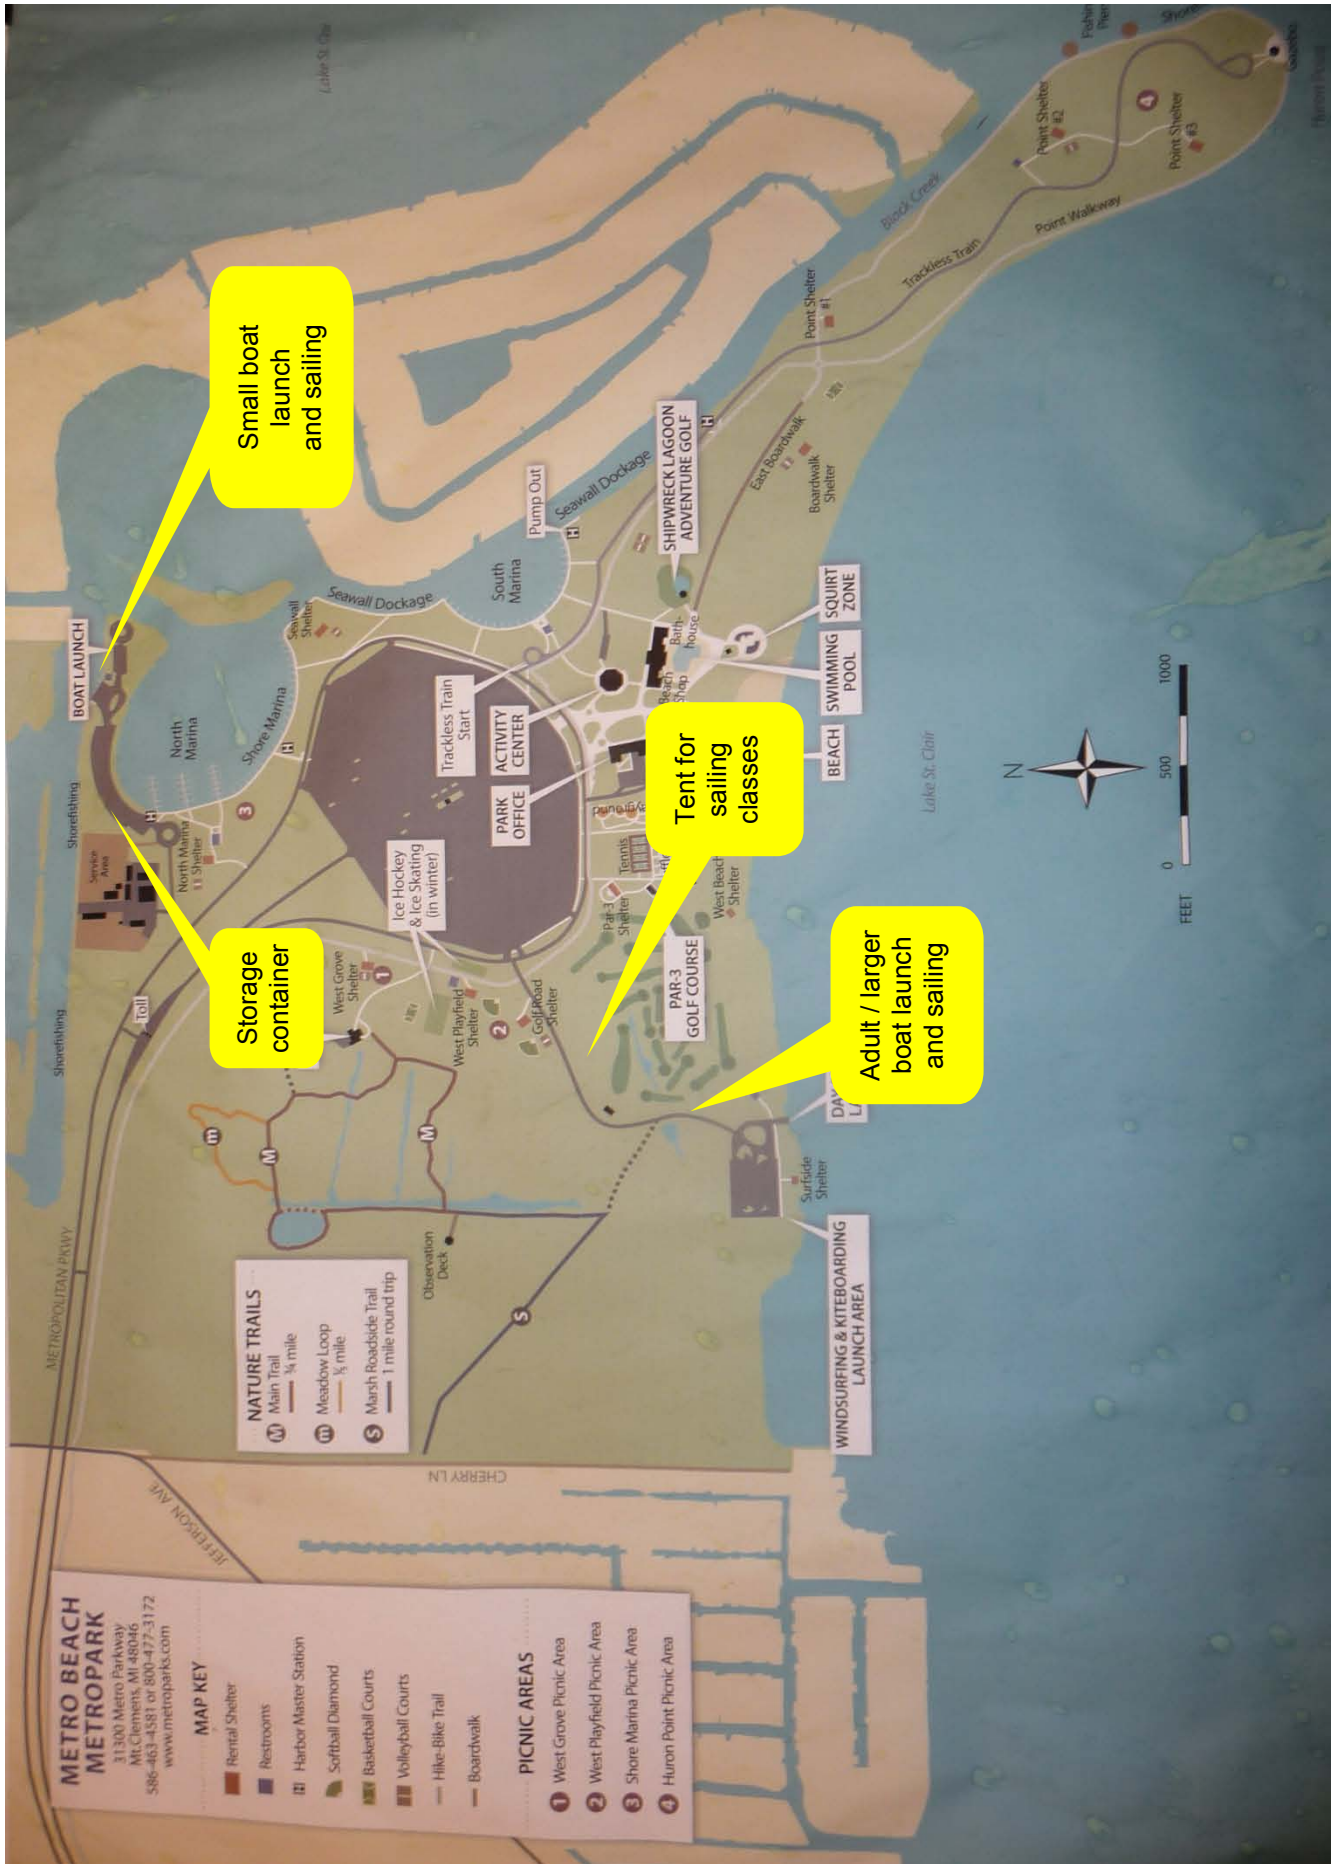 METRO BEACH
METROPARK
31300 Metro Parkway
Mt.Clemens, MI 48046
586-463-4581 or 800-477-3172
www.metroparks.com
MAP KEY
Rental Shelter
Restrooms
H Harbor Master Station
Softball Diamond
Basketball Courts
Volleyball Courts
Hike-Bike Trail
Boardwalk
PICNIC AREAS
1 West Grove Picnic Area
2 West Playfield Picnic Area
3 Shore Marina Picnic Area
4 Huron Point Picnic Area
METROPOLITAN PKWY
JEFFERSON AVE
CHERRY LN
NATURE TRAILS
M Main Trail
¾ mile
m Meadow Loop
⅓ mile
S Marsh Roadside Trail
1 mile round trip
Observation
Deck
S
M
M
m
WINDSURFING & KITEBOARDING
LAUNCH AREA
Surfside
Shelter
Adult / larger
boat launch
and sailing
Storage
container
Toll
Shorefishing
Shorefishing
Service
Area
North Marina
Shelter
H
3
West Grove
Shelter
1
West Playfield
Shelter
2
Golf Road
Shelter
Ice Hockey
& Ice Skating
(in winter)
PAR-3
GOLF COURSE
Par-3
Shelter
Tennis
West Beach
Shelter
Tent for
sailing
classes
PARK
OFFICE
ACTIVITY
CENTER
Trackless Train
Start
BEACH
SWIMMING
POOL
SQUIRT
ZONE
Beach
Shop
Bath-
house
BOAT LAUNCH
North
Marina
Shore Marina
H
Seawall
Shelter
Seawall Dockage
South
Marina
Pump Out
H
Seawall Dockage
SHIPWRECK LAGOON
ADVENTURE GOLF
H
East Boardwalk
Boardwalk
Shelter
Small boat
launch
and sailing
Point Shelter
#1
Trackless Train
Black Creek
Point Walkway
Point Shelter
#2
Point Shelter
#3
4
Gazebo
Lake St. Clair
N
FEET
0
500
1000